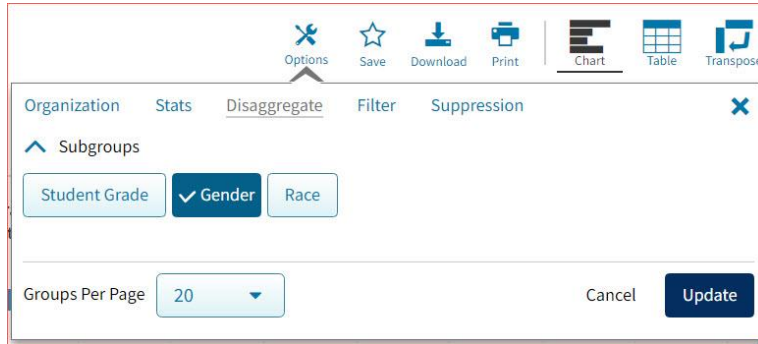 Options Save Download Print Chart Table Transpose
Organization Stats Disaggregate Filter Suppression
Subgroups
Student Grade Gender Race
Groups Per Page 20 Cancel Update